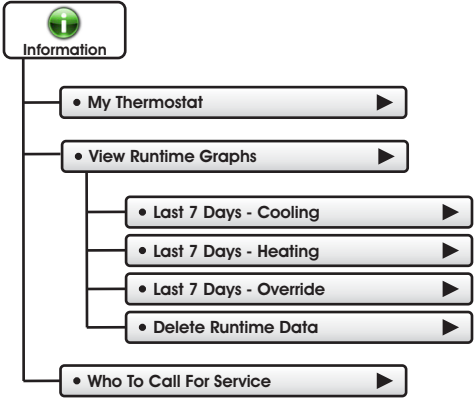 Information
• My Thermostat
• View Runtime Graphs
• Last 7 Days - Cooling
• Last 7 Days - Heating
• Last 7 Days - Override
• Delete Runtime Data
• Who To Call For Service